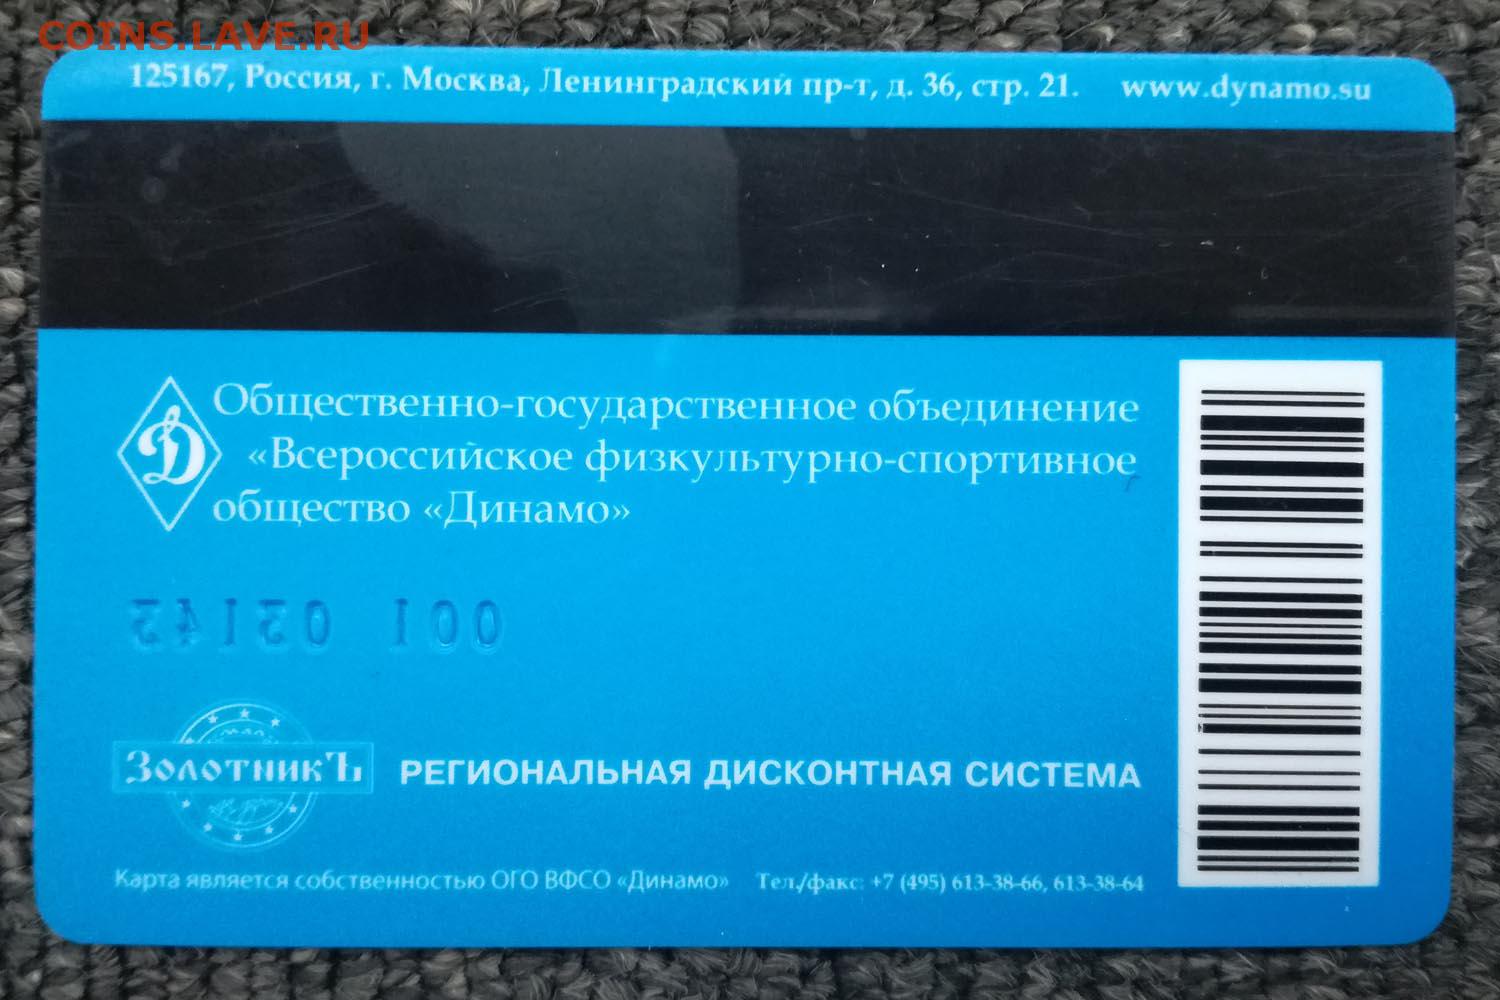 COINS.LAVE.RU
125167, Россия, г. Москва, Ленинградский пр-т, д. 36, стр. 21. www.dynamo.su
Д
Общественно-государственное объединение
«Всероссийское физкультурно-спортивное
общество «Динамо»
001 03143
ЗолотникЪ
РЕГИОНАЛЬНАЯ ДИСКОНТНАЯ СИСТЕМА
Карта является собственностью ОГО ВФСО «Динамо» Тел./факс: +7 (495) 613-38-66, 613-38-64